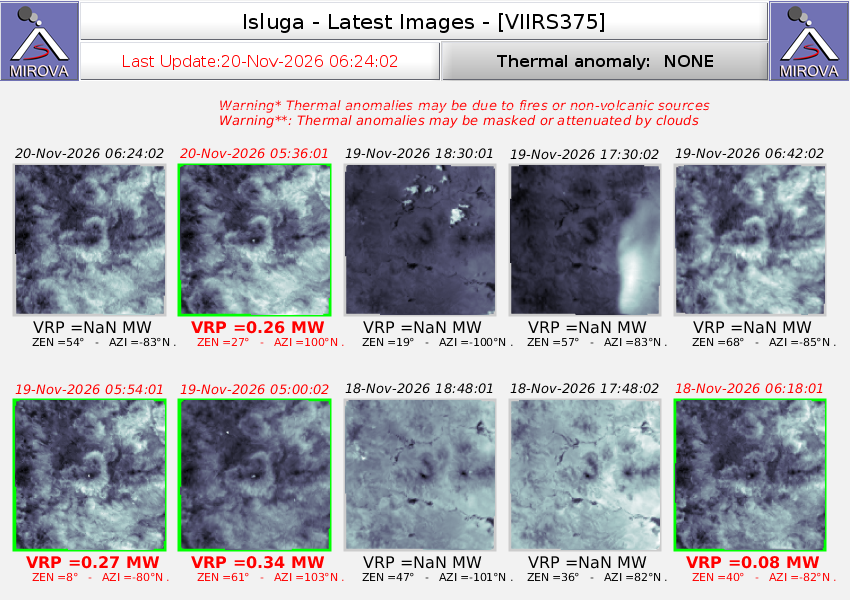 Isluga - Latest Images - [VIIRS375]
MIROVA
Last Update:20-Nov-2026 06:24:02
Thermal anomaly: NONE
MIROVA
Warning* Thermal anomalies may be due to fires or non-volcanic sources
Warning**: Thermal anomalies may be masked or attenuated by clouds
20-Nov-2026 06:24:02 20-Nov-2026 05:36:01 19-Nov-2026 18:30:01 19-Nov-2026 17:30:02 19-Nov-2026 06:42:02
VRP =NaN MW VRP =0.26 MW VRP =NaN MW VRP =NaN MW VRP =NaN MW
ZEN =54° - AZI =-83°N . ZEN =27° - AZI =100°N . ZEN =19° - AZI =-100°N . ZEN =57° - AZI =83°N . ZEN =68° - AZI =-85°N .
19-Nov-2026 05:54:01 19-Nov-2026 05:00:02 18-Nov-2026 18:48:01 18-Nov-2026 17:48:02 18-Nov-2026 06:18:01
VRP =0.27 MW VRP =0.34 MW VRP =NaN MW VRP =NaN MW VRP =0.08 MW
ZEN =8° - AZI =-80°N . ZEN =61° - AZI =103°N . ZEN =47° - AZI =-101°N . ZEN =36° - AZI =82°N . ZEN =40° - AZI =-82°N .